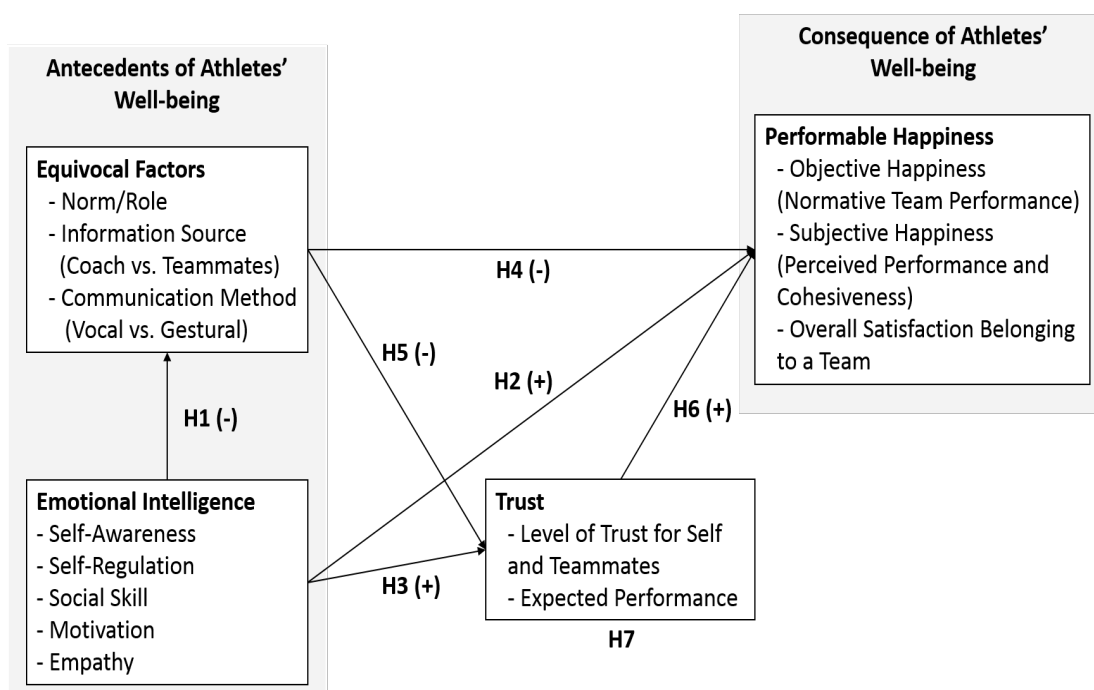 Antecedents of Athletes’
Well-being
Equivocal Factors
- Norm/Role
- Information Source
(Coach vs. Teammates)
- Communication Method
(Vocal vs. Gestural)
H1 (-)
Emotional Intelligence
- Self-Awareness
- Self-Regulation
- Social Skill
- Motivation
- Empathy
H4 (-)
H5 (-)
H2 (+)
H6 (+)
H3 (+)
Trust
- Level of Trust for Self
and Teammates
- Expected Performance
H7
Consequence of Athletes’
Well-being
Performable Happiness
- Objective Happiness
(Normative Team Performance)
- Subjective Happiness
(Perceived Performance and
Cohesiveness)
- Overall Satisfaction Belonging
to a Team